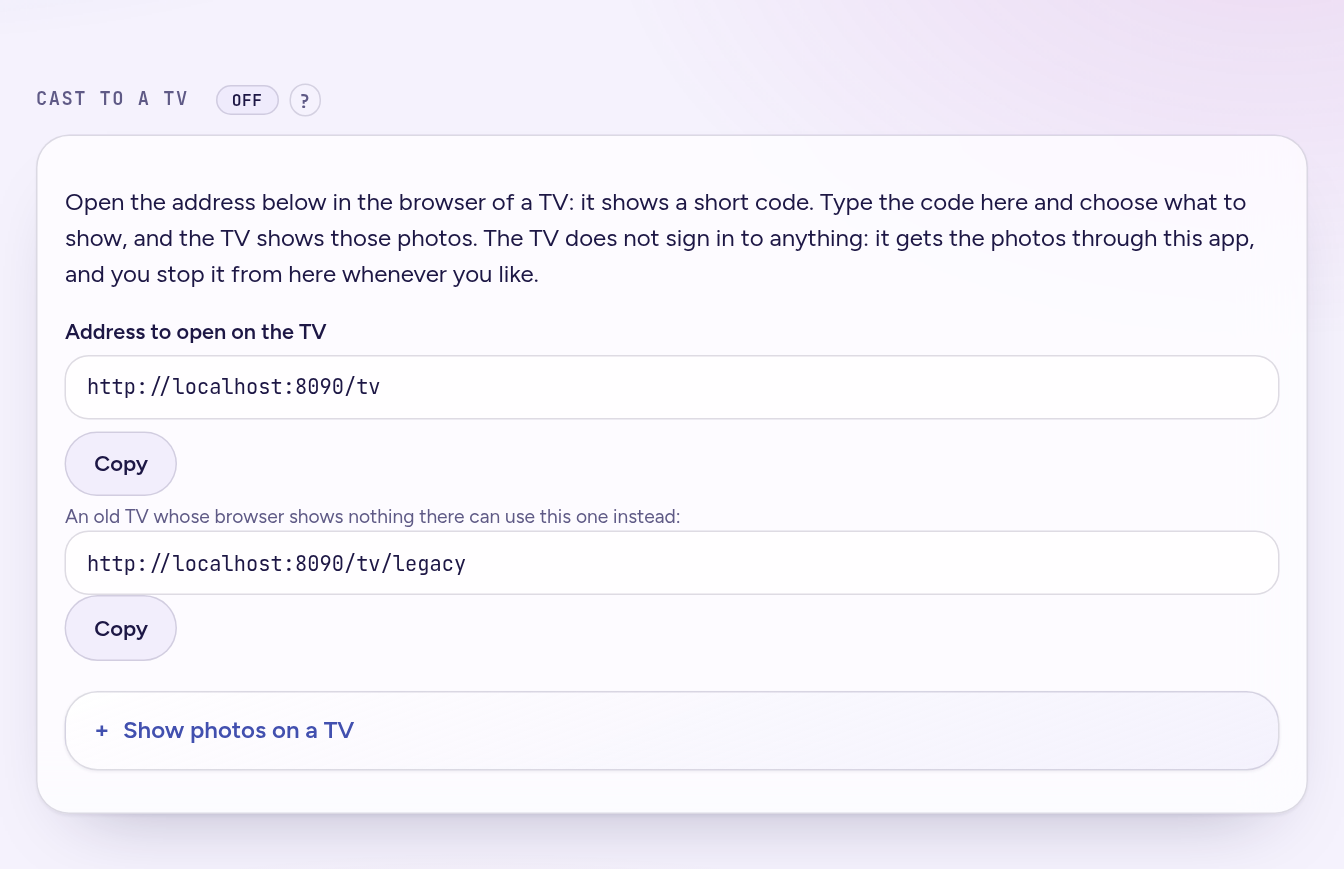 CAST TO A TV OFF ?
Open the address below in the browser of a TV: it shows a short code. Type the code here and choose what to
show, and the TV shows those photos. The TV does not sign in to anything: it gets the photos through this app,
and you stop it from here whenever you like.
Address to open on the TV
http://localhost:8090/tv
Copy
An old TV whose browser shows nothing there can use this one instead:
http://localhost:8090/tv/legacy
Copy
+ Show photos on a TV